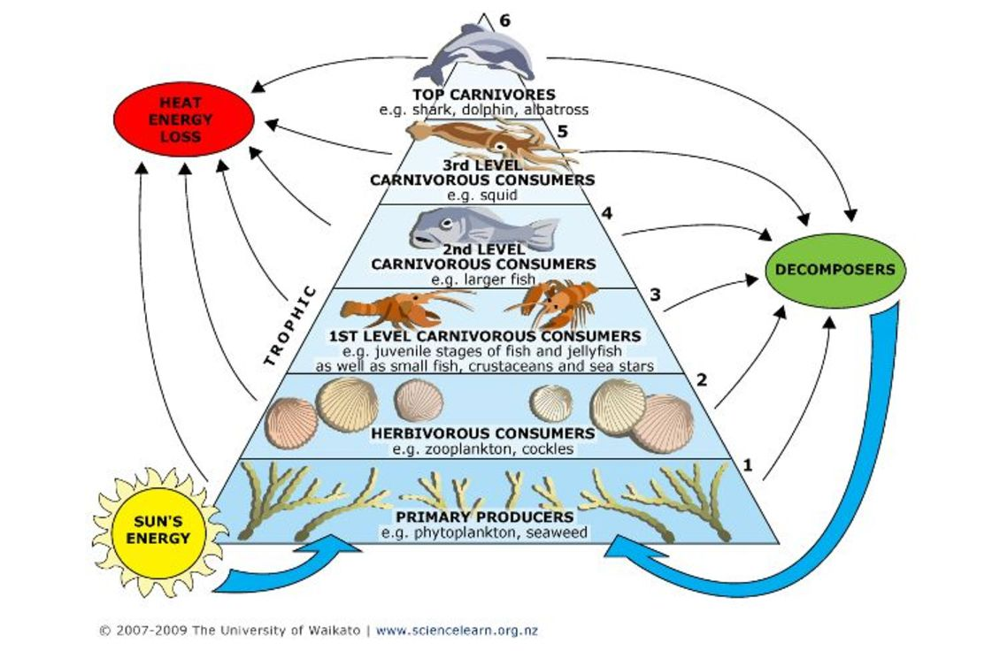 6
HEAT
ENERGY
LOSS
TOP CARNIVORES
e.g. shark, dolphin, albatross
5
3rd LEVEL
CARNIVOROUS CONSUMERS
e.g. squid
4
2nd LEVEL
CARNIVOROUS CONSUMERS
e.g. larger fish
DECOMPOSERS
3
TROPHIC
1ST LEVEL CARNIVOROUS CONSUMERS
e.g. juvenile stages of fish and jellyfish
as well as small fish, crustaceans and sea stars
2
HERBIVOROUS CONSUMERS
e.g. zooplankton, cockles
1
SUN'S
ENERGY
PRIMARY PRODUCERS
e.g. phytoplankton, seaweed
© 2007-2009 The University of Waikato | www.sciencelearn.org.nz